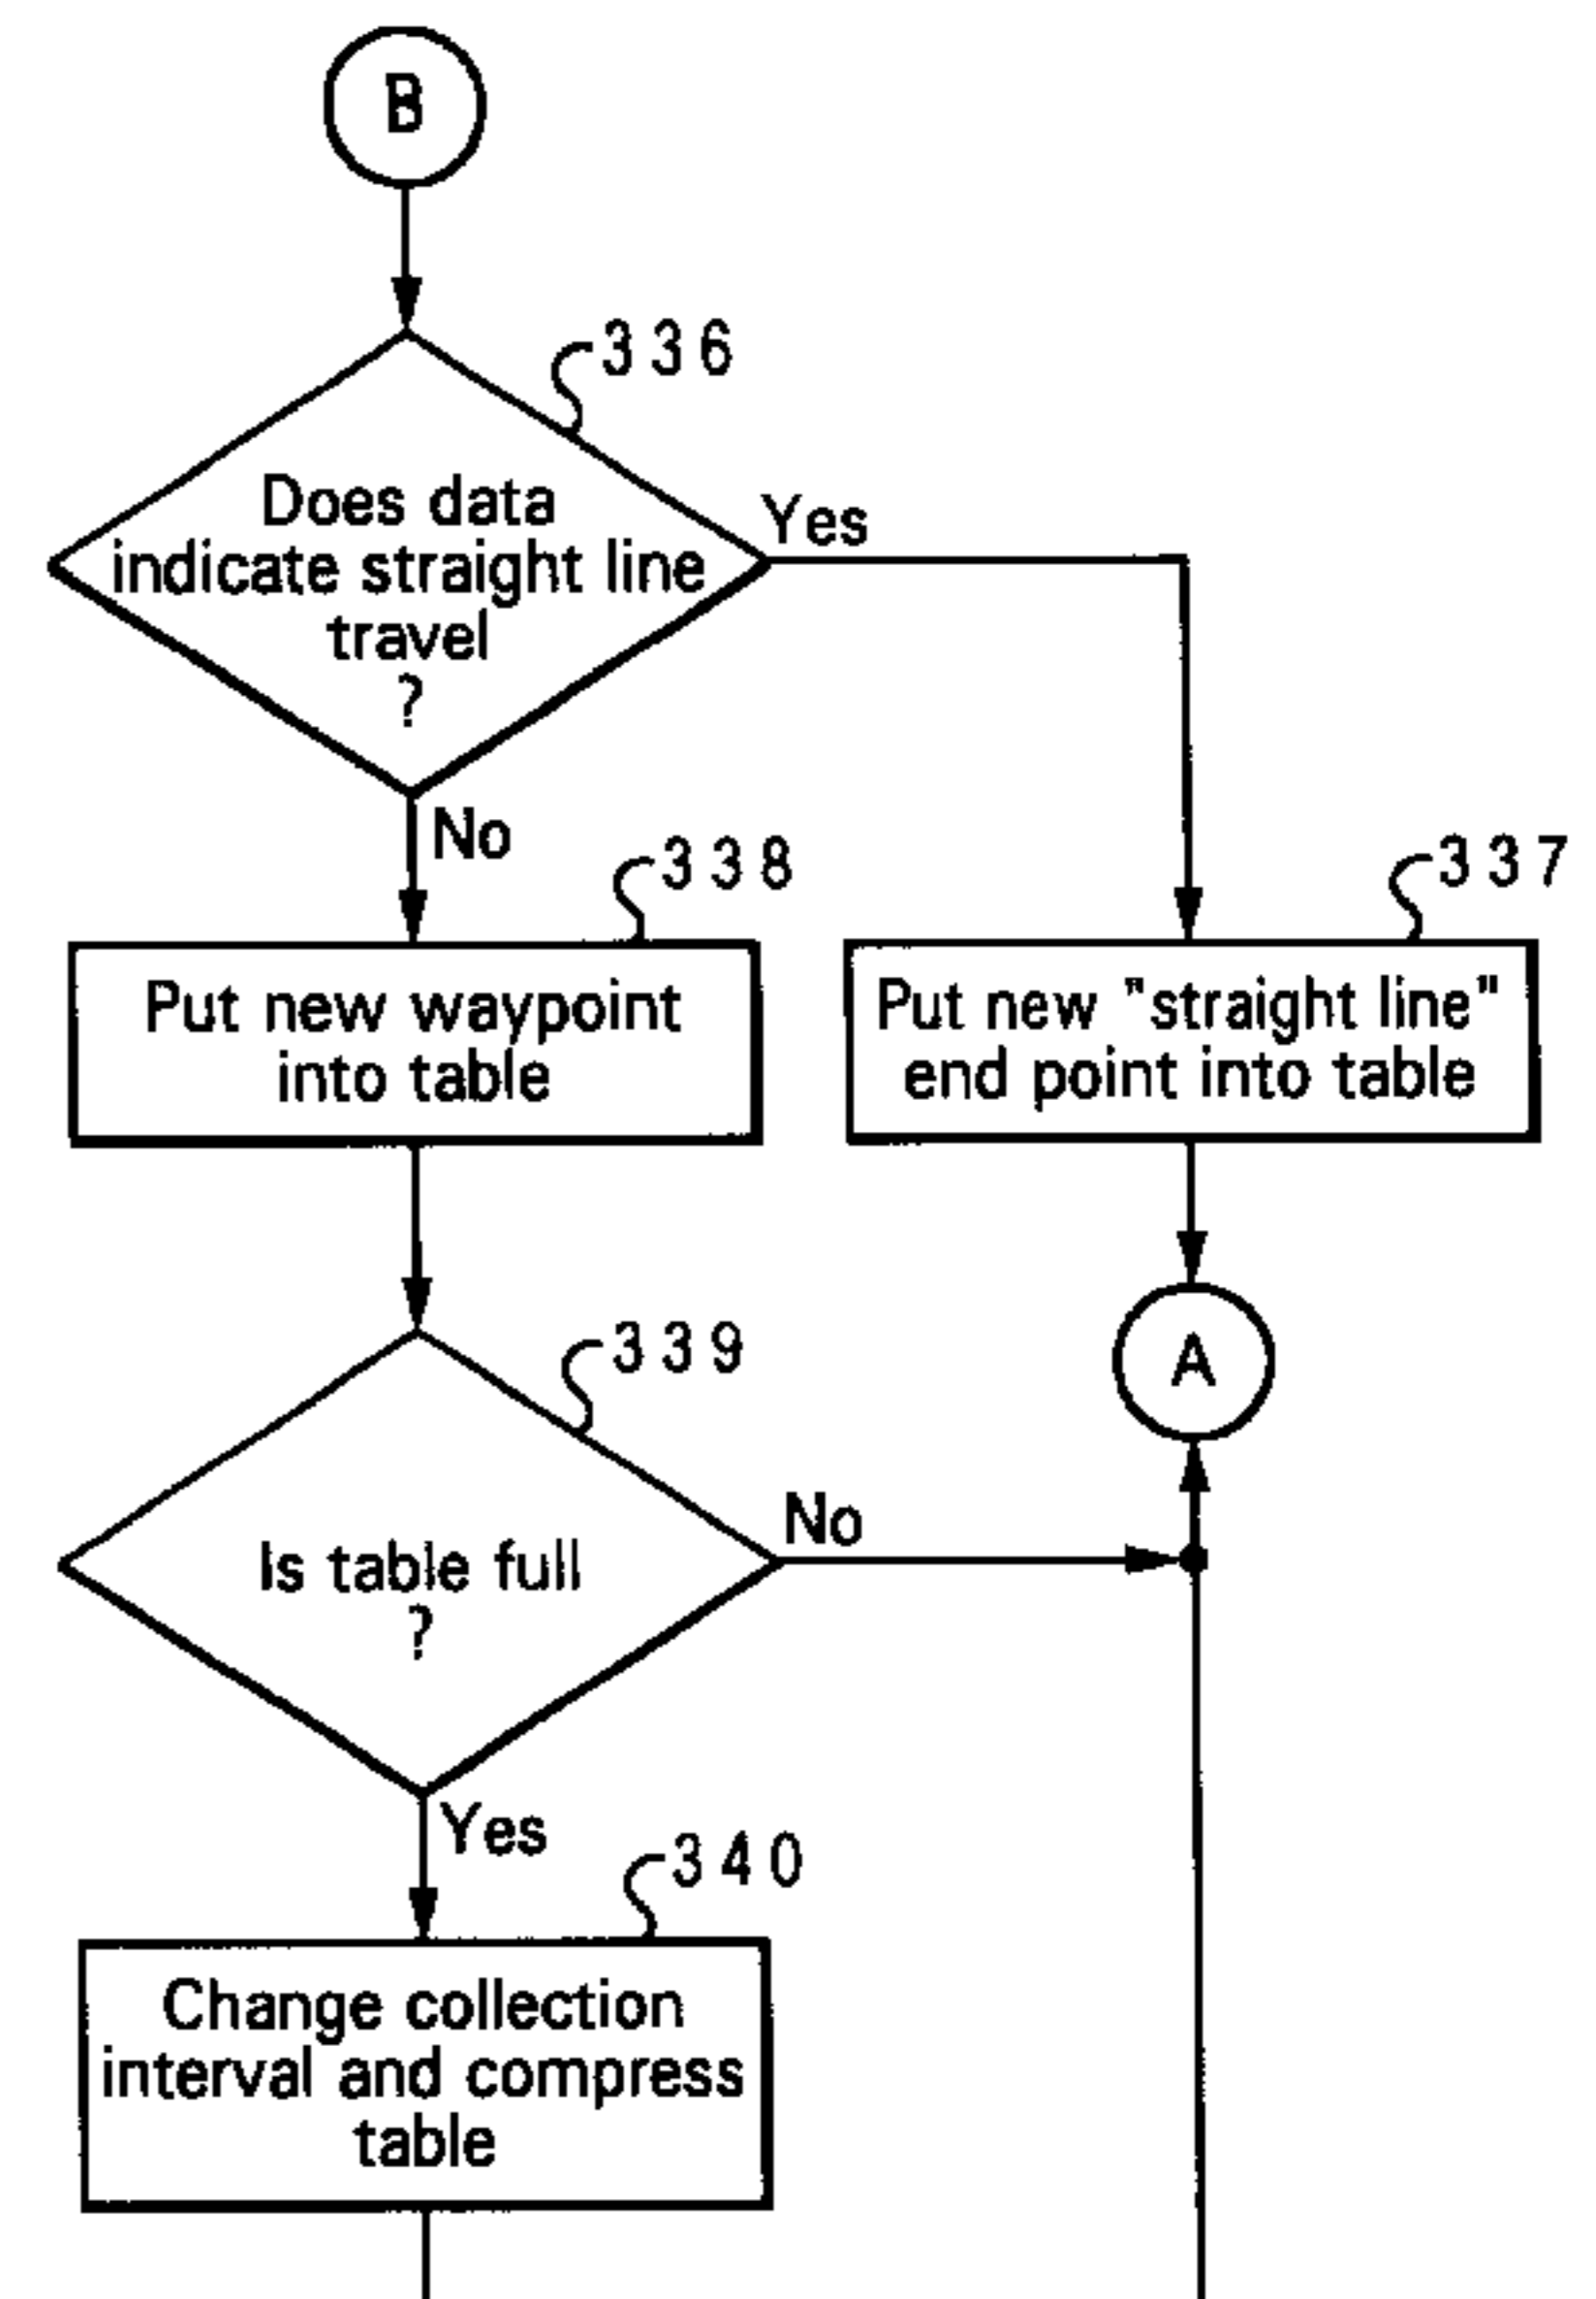 B
336
Does data
indicate straight line
travel
?
Yes
No
338
Put new waypoint
into table
337
Put new "straight line"
end point into table
A
339
Is table full
?
No
Yes
340
Change collection
interval and compress
table